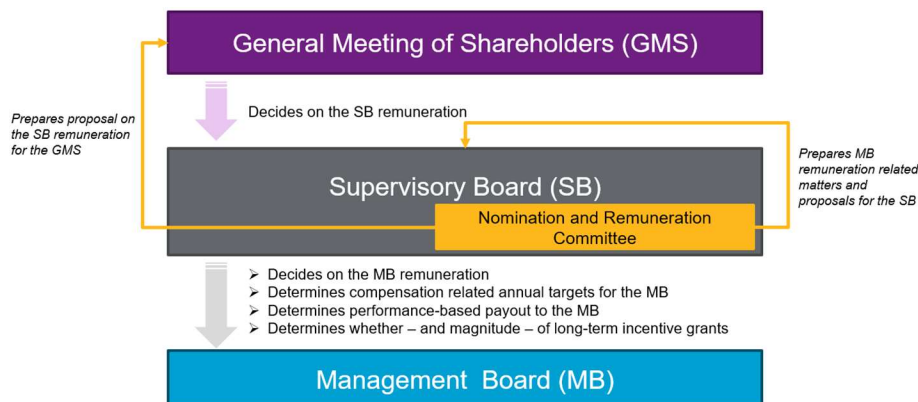 General Meeting of Shareholders (GMS)
Prepares proposal on
the SB remuneration
for the GMS
Decides on the SB remuneration
Prepares MB
remuneration related
matters and
proposals for the SB
Supervisory Board (SB)
Nomination and Remuneration
Committee
➢ Decides on the MB remuneration
➢ Determines compensation related annual targets for the MB
➢ Determines performance-based payout to the MB
➢ Determines whether – and magnitude – of long-term incentive grants
Management Board (MB)